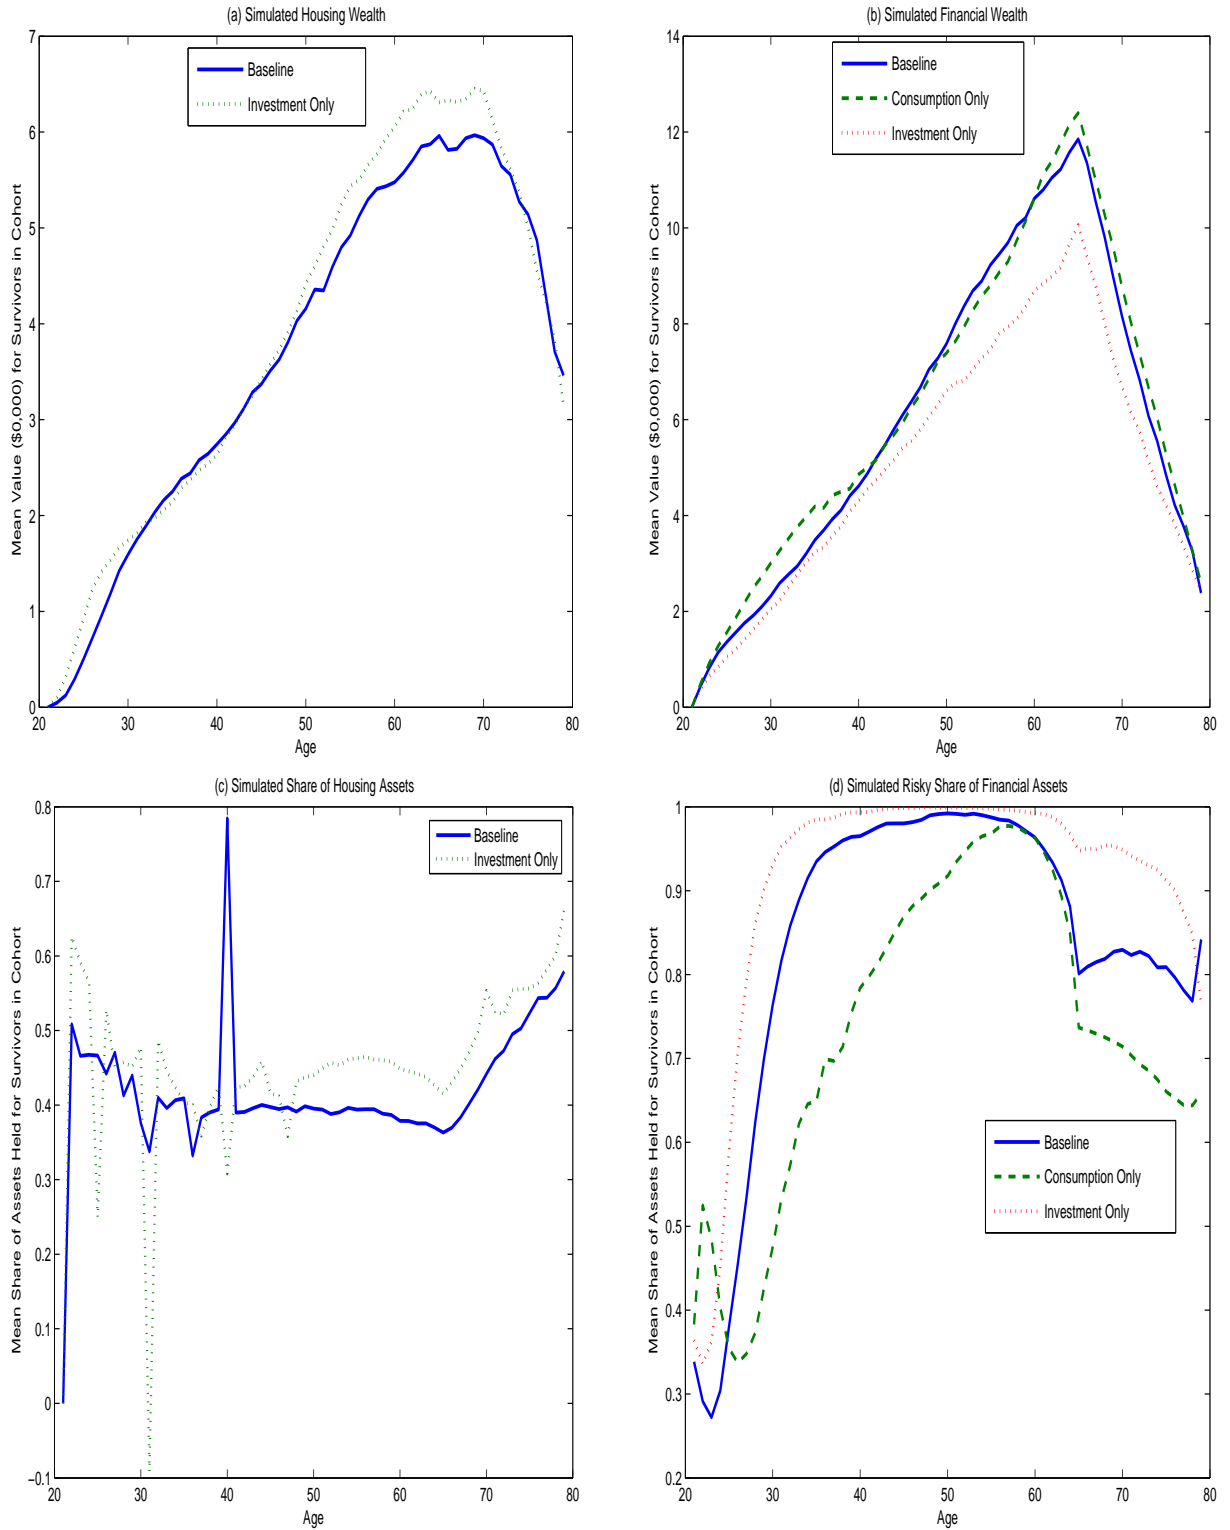 (a) Simulated Housing Wealth
Mean Value ($0,000) for Survivors in Cohort
7
6
5
4
3
2
1
0
20 30 40 50 60 70 80
Age
Baseline
Investment Only
(b) Simulated Financial Wealth
Mean Value ($0,000) for Survivors in Cohort
14
12
10
8
6
4
2
0
20 30 40 50 60 70 80
Age
Baseline
Consumption Only
Investment Only
(c) Simulated Share of Housing Assets
Mean Share of Assets Held for Survivors in Cohort
0.8
0.7
0.6
0.5
0.4
0.3
0.2
0.1
0
−0.1
20 30 40 50 60 70 80
Age
Baseline
Investment Only
(d) Simulated Risky Share of Financial Assets
Mean Share of Assets Held for Survivors in Cohort
1
0.9
0.8
0.7
0.6
0.5
0.4
0.3
0.2
20 30 40 50 60 70 80
Age
Baseline
Consumption Only
Investment Only